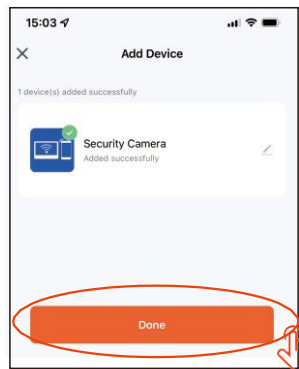 15:03
Add Device
1 device(s) added successfully
Security Camera
Added successfully
Done